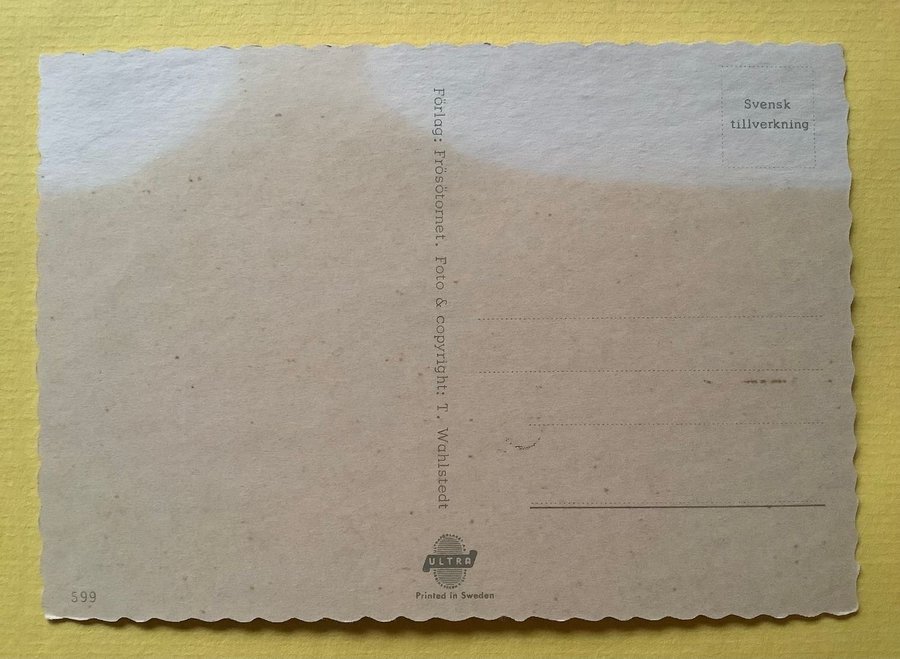 Svensk
tillverkning
Förlag: Frösötornet. Foto & copyright: T. Wahlstedt
ULTRA
Printed in Sweden
599